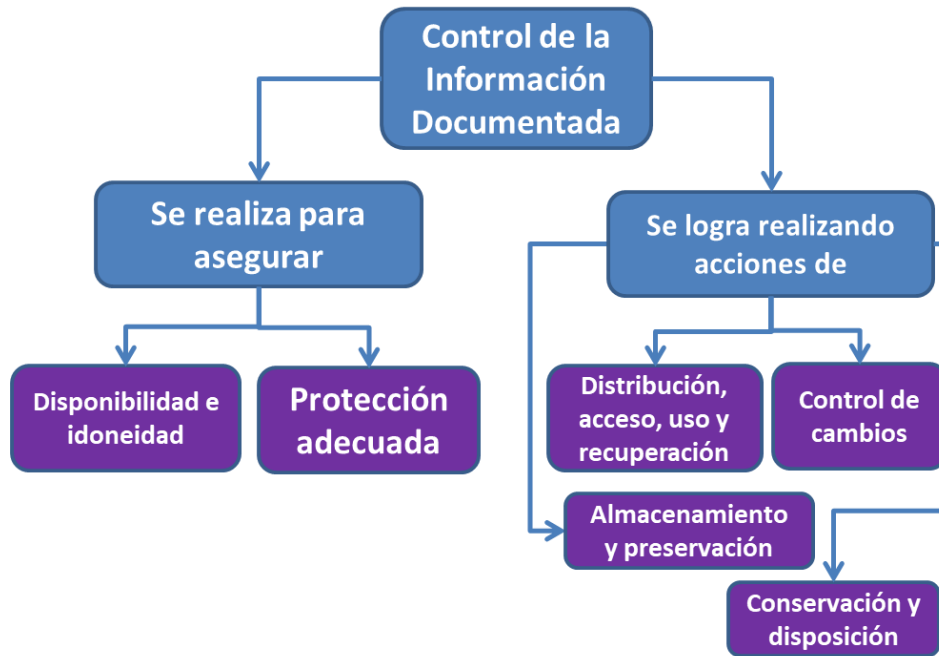 Control de la
Información
Documentada
Se realiza para
asegurar
Se logra realizando
acciones de
Disponibilidad e
idoneidad
Protección
adecuada
Distribución,
acceso, uso y
recuperación
Control de
cambios
Almacenamiento
y preservación
Conservación y
disposición